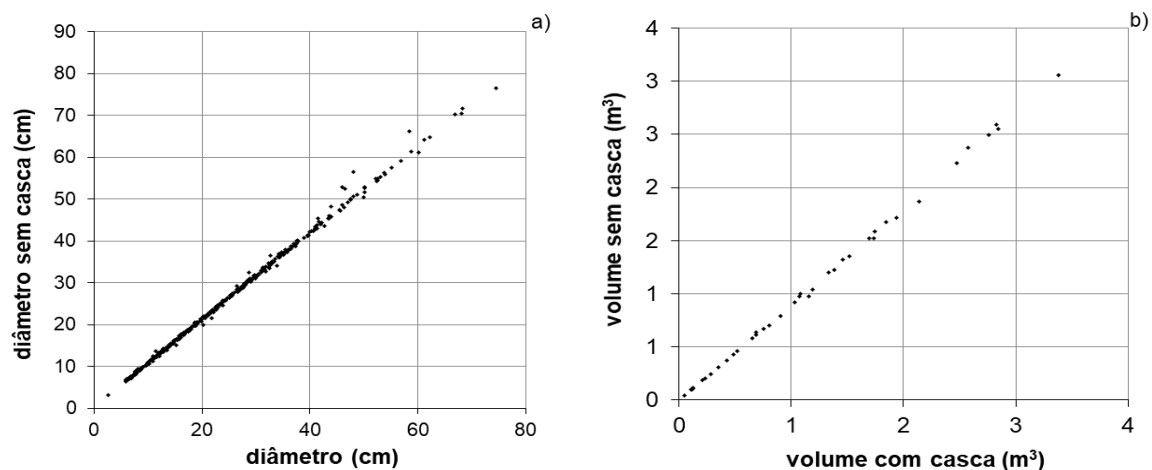 a)
90
80
70
60
50
40
30
20
10
0
diâmetro sem casca (cm)
0 20 40 60 80
diâmetro (cm)
b)
4
3
3
2
2
1
1
0
volume sem casca (m³)
0 1 2 3 4
volume com casca (m³)